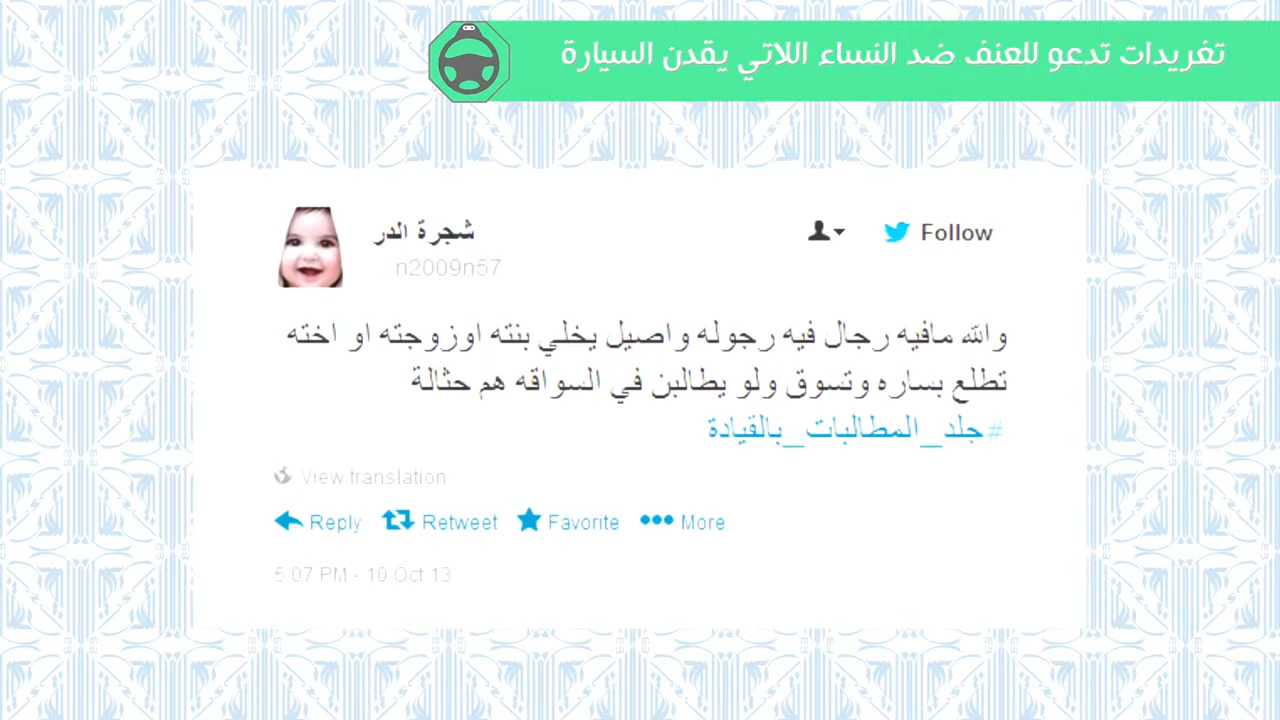 تغريدات تدعو للعنف ضد النساء اللاتي يقدن السيارة
شجرة الدر
Follow
n2009n57
والله مافيه رجال فيه رجوله واصيل يخلي بنته اوزوجته او اخته
تطلع بساره وتسوق ولو يطالبن في السواقه هم حثالة
#جلد_المطالبات_بالقيادة
View translation
Reply Retweet Favorite More
5:07 PM - 10 Oct 13